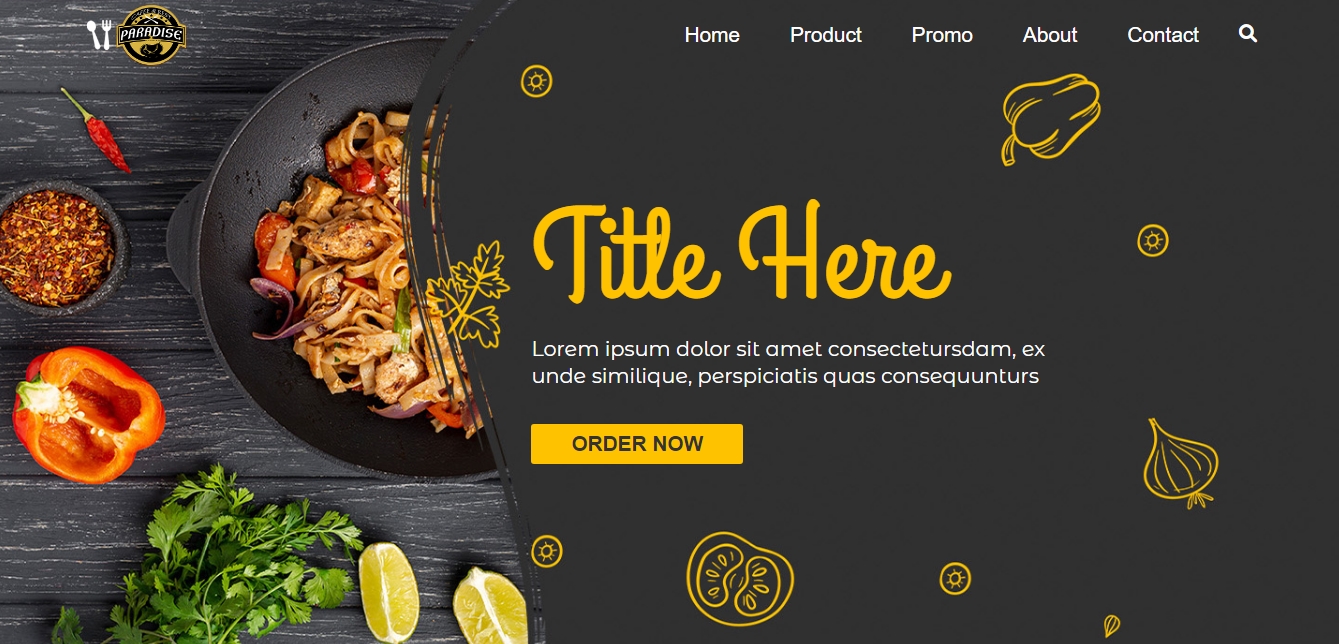 PARADISE
Home Product Promo About Contact
Title Here
Lorem ipsum dolor sit amet consectetursdam, ex
unde similique, perspiciatis quas consequunturs
ORDER NOW